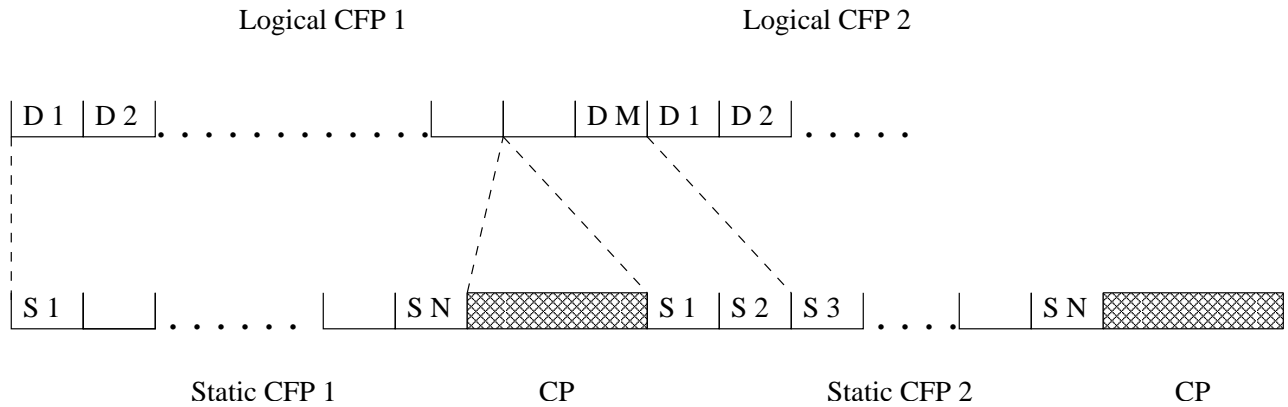 Logical CFP 1 Logical CFP 2
D 1 D 2 D M D 1 D 2
S 1 S N S 1 S 2 S 3 S N
Static CFP 1 CP Static CFP 2 CP